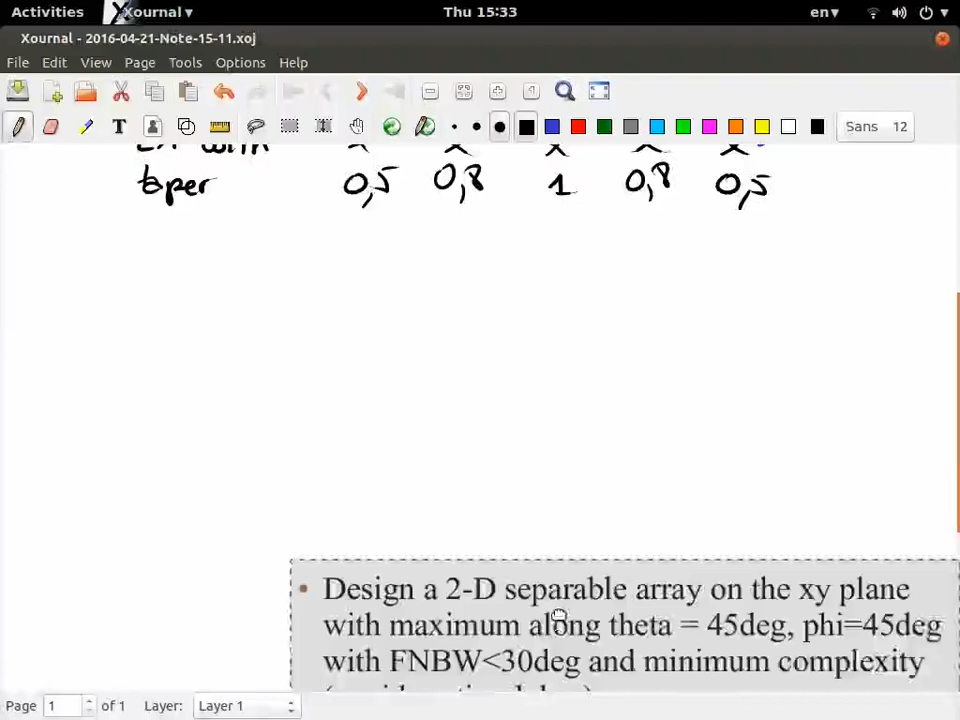 Activities Xournal ▾ Thu 15:33 en ▾
Xournal - 2016-04-21-Note-15-11.xoj
File Edit View Page Tools Options Help
T Sans 12
with x x x x x
taper 0,5 0,8 1 0,8 0,5
• Design a 2-D separable array on the xy plane
with maximum along theta = 45deg, phi=45deg
with FNBW<30deg and minimum complexity
Page 1 of 1 Layer: Layer 1